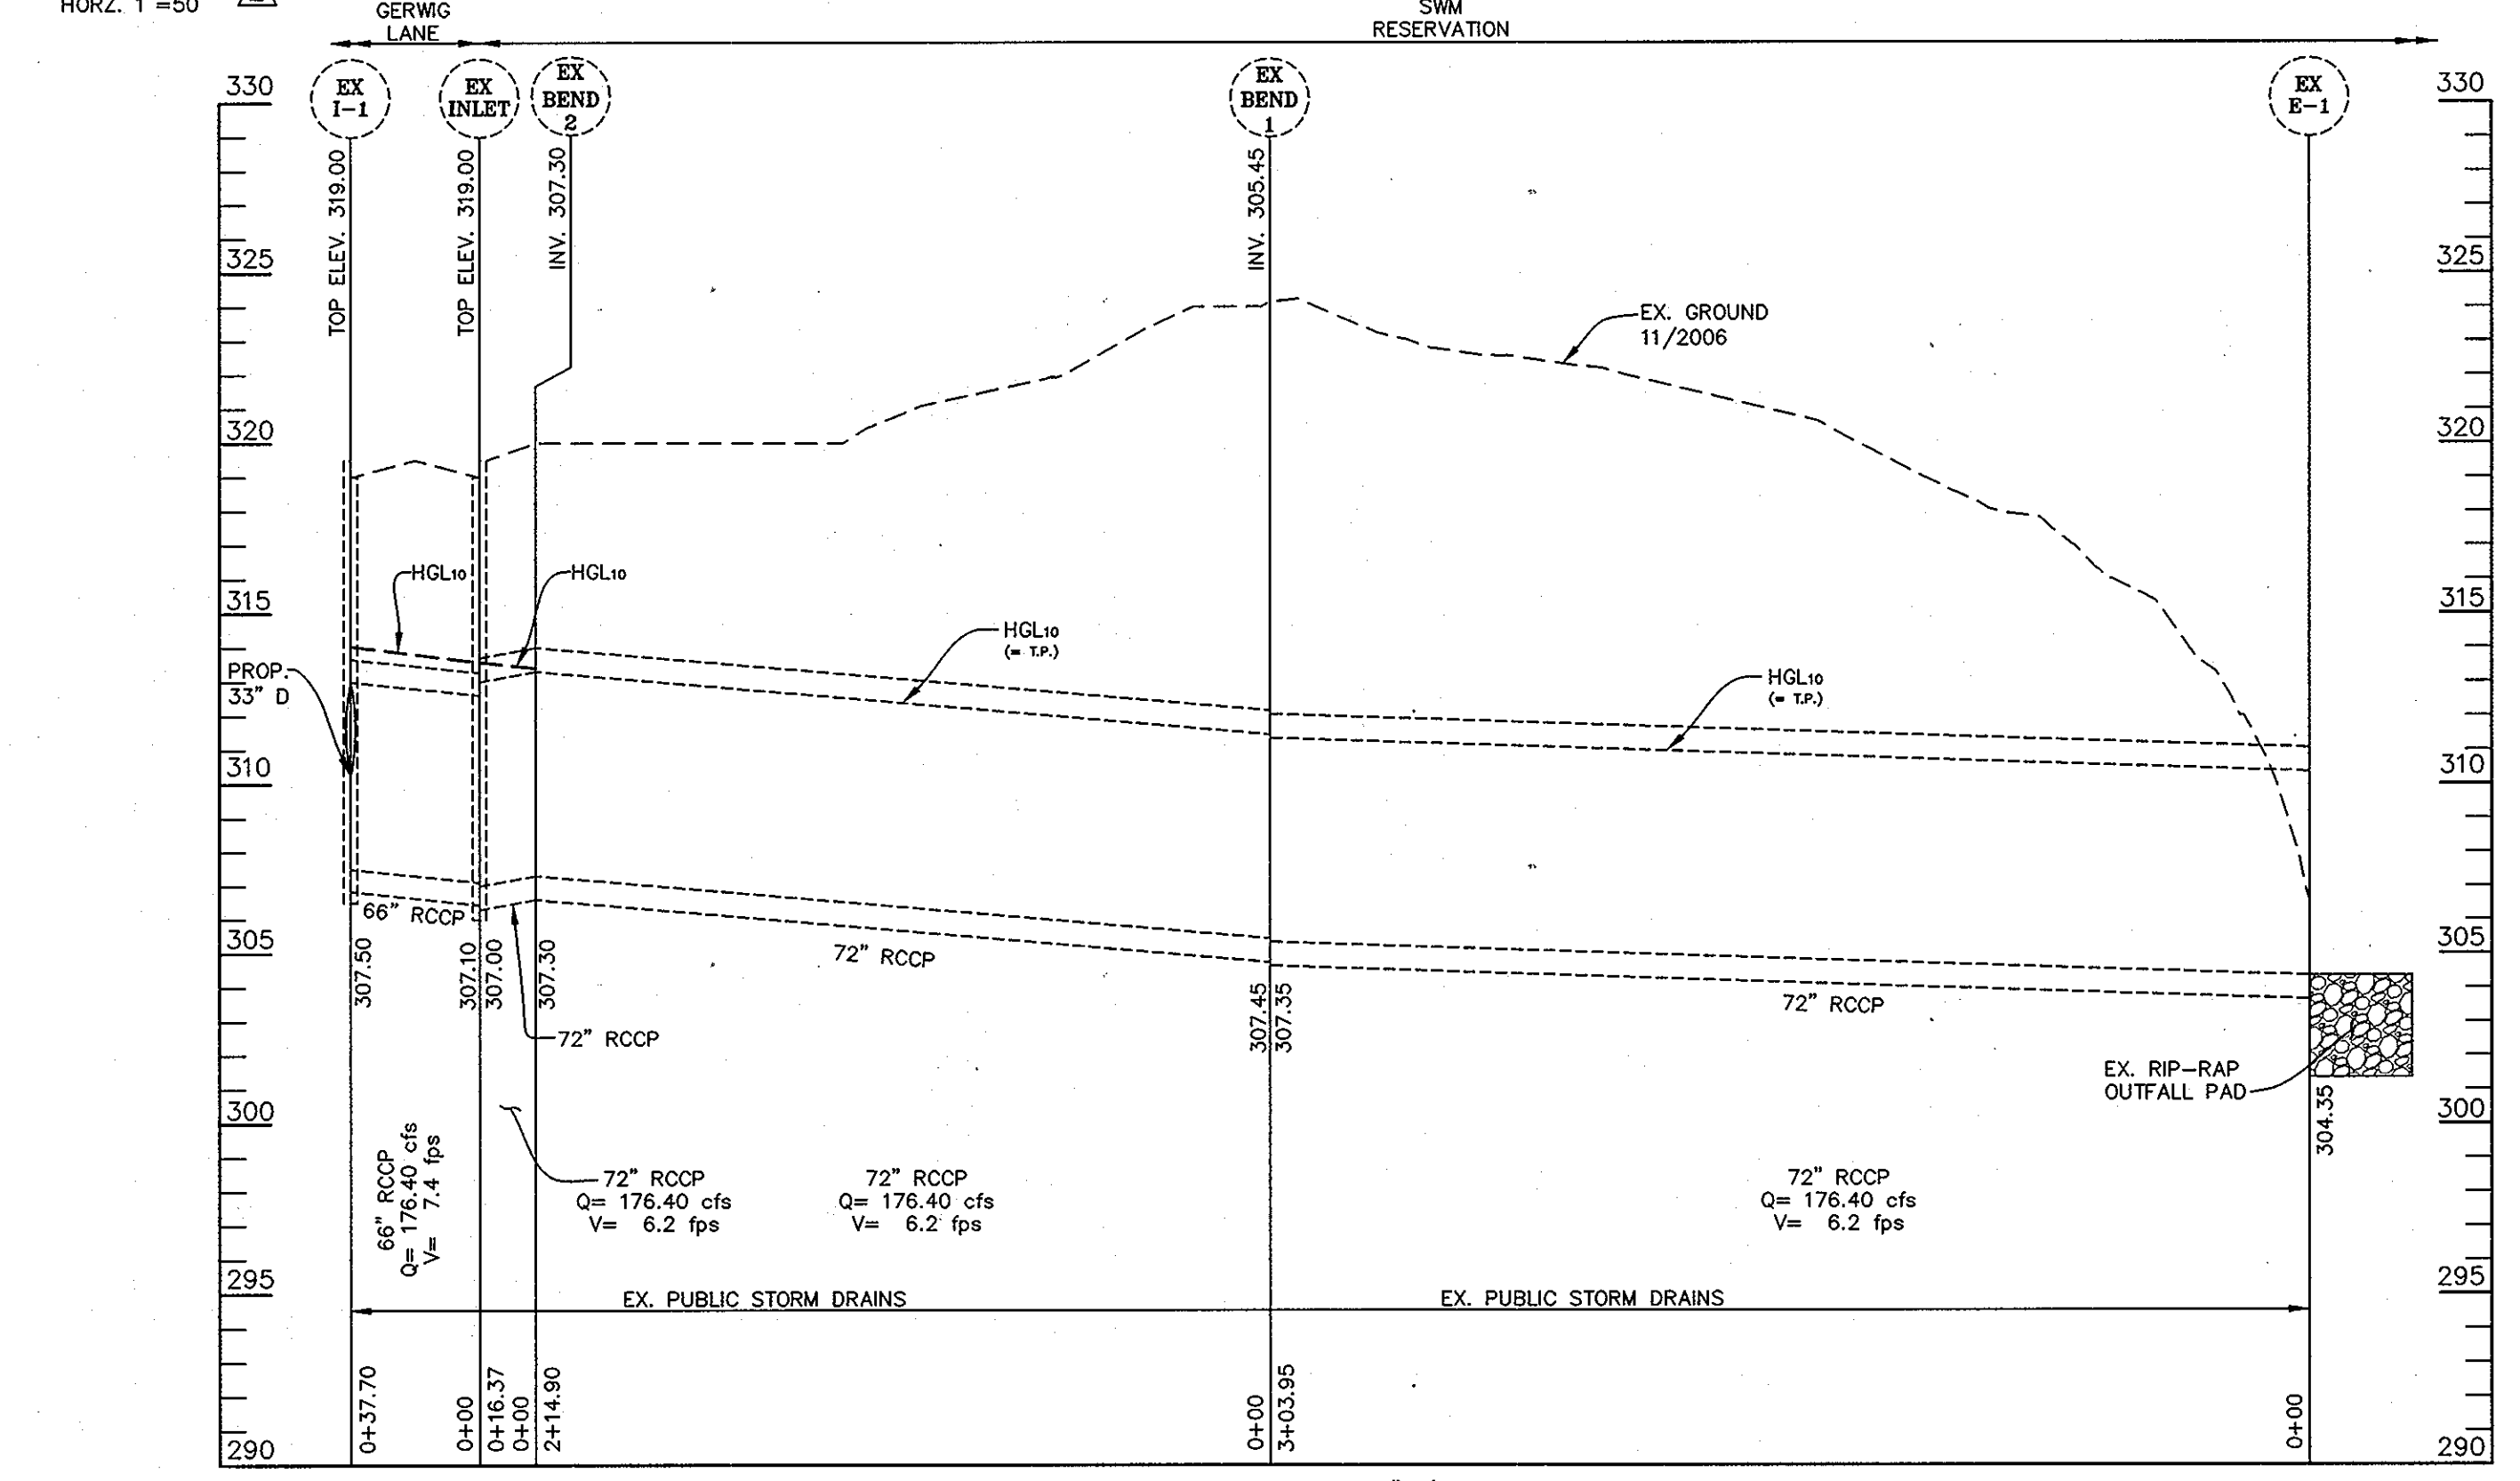 HORZ. 1"=50'
GERWIG
LANE
SWM
RESERVATION
EX
I-1
EX
INLET
EX
BEND
2
EX
BEND
1
EX
E-1
330
325
320
315
310
305
300
295
290
330
325
320
315
310
305
300
295
290
TOP ELEV. 319.00
TOP ELEV. 319.00
INV. 307.30
INV. 305.45
EX. GROUND
11/2006
HGL10
HGL10
HGL10
(= T.P.)
HGL10
(= T.P.)
PROP.
33" D
66" RCCP
72" RCCP
72" RCCP
72" RCCP
307.50
307.10
307.00
307.30
307.45
307.35
304.35
EX. RIP-RAP
OUTFALL PAD
66" RCCP
Q= 176.40 cfs
V= 7.4 fps
72" RCCP
Q= 176.40 cfs
V= 6.2 fps
72" RCCP
Q= 176.40 cfs
V= 6.2 fps
72" RCCP
Q= 176.40 cfs
V= 6.2 fps
EX. PUBLIC STORM DRAINS
EX. PUBLIC STORM DRAINS
0+37.70
0+00
0+16.37
0+00
2+14.90
0+00
3+03.95
0+00